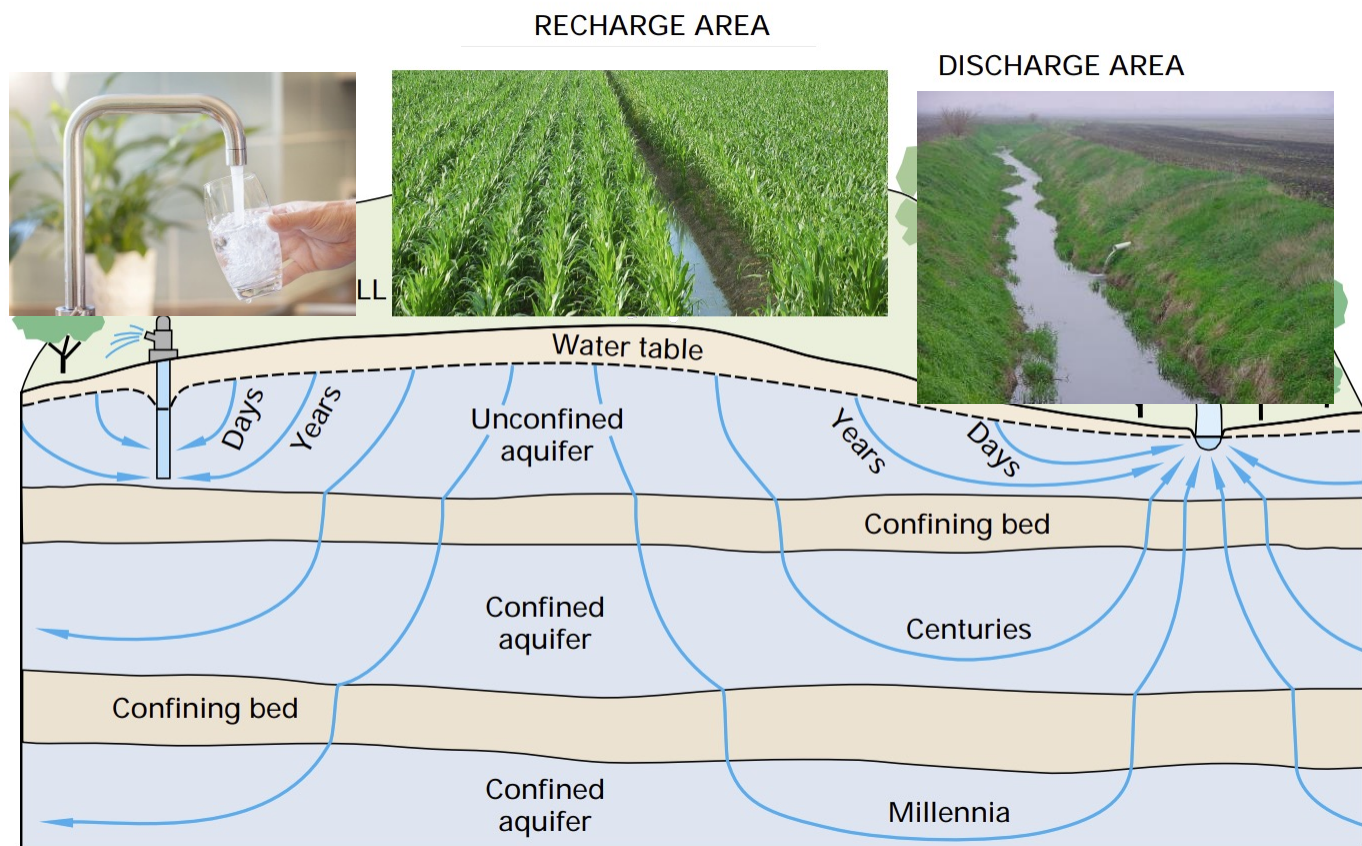 RECHARGE AREA
DISCHARGE AREA
LL
Water table
Days
Years
Unconfined
aquifer
Years
Days
Confining bed
Confined
aquifer
Centuries
Confining bed
Confined
aquifer
Millennia